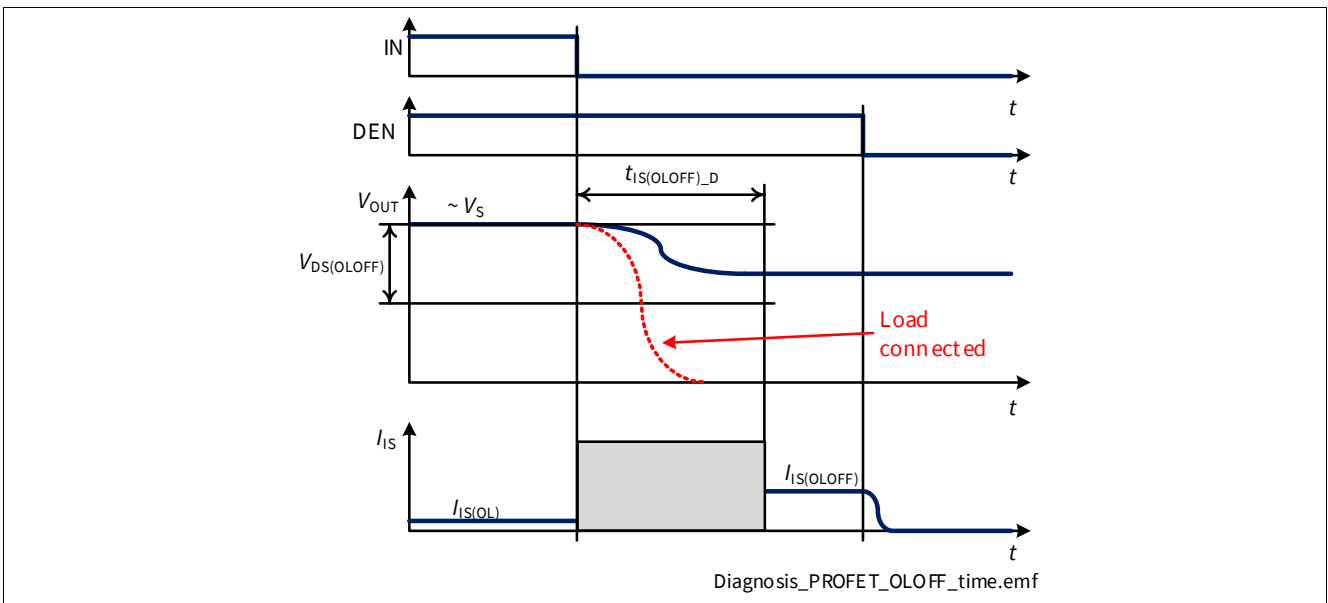 IN
t
DEN
t
tIS(OLOFF)_D
VOUT
~ VS
VDS(OLOFF)
Load
connected
t
IIS
IIS(OLOFF)
IIS(OL)
t
Diagnosis_PROFET_OLOFF_time.emf